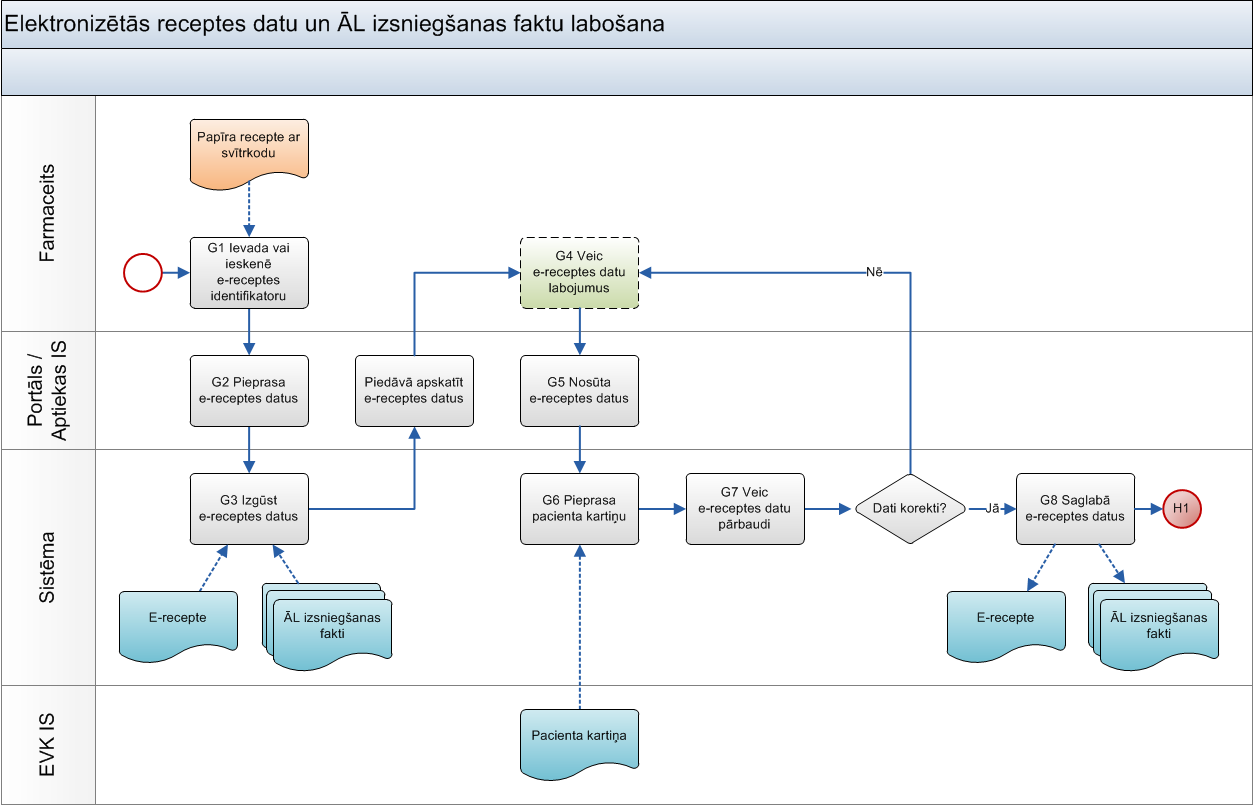 Elektronizētās receptes datu un ĀL izsniegšanas faktu labošana
Farmaceits
Papīra recepte ar
svītrkodu
G1 Ievada vai
ieskenē
e-receptes
identifikatoru
G4 Veic
e-receptes datu
labojumus
Nē
Portāls /
Aptiekas IS
G2 Pieprasa
e-receptes datus
Piedāvā apskatīt
e-receptes datus
G5 Nosūta
e-receptes datus
Sistēma
G3 Izgūst
e-receptes datus
G6 Pieprasa
pacienta kartiņu
G7 Veic
e-receptes datu
pārbaudi
Dati korekti?
Jā
G8 Saglabā
e-receptes datus
H1
E-recepte
ĀL izsniegšanas
fakti
E-recepte
ĀL izsniegšanas
fakti
EVK IS
Pacienta kartiņa